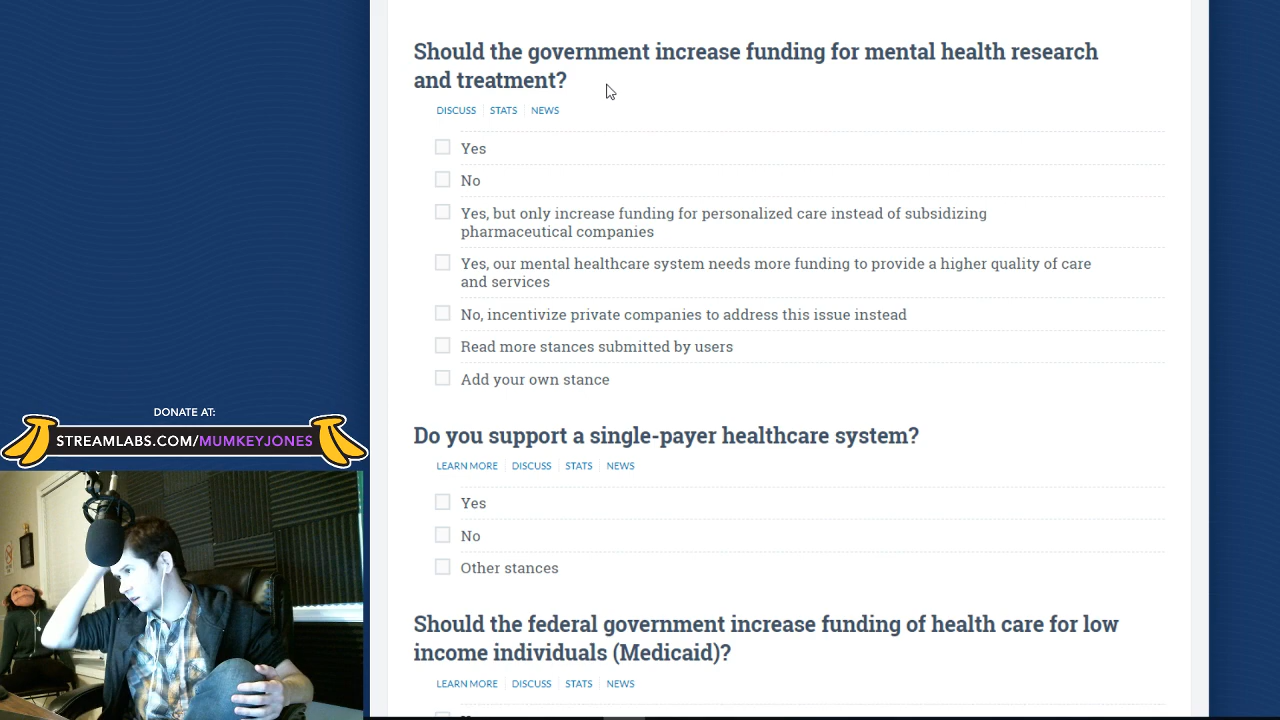 Should the government increase funding for mental health research
and treatment?
DISCUSS STATS NEWS
Yes
No
Yes, but only increase funding for personalized care instead of subsidizing
pharmaceutical companies
Yes, our mental healthcare system needs more funding to provide a higher quality of care
and services
No, incentivize private companies to address this issue instead
Read more stances submitted by users
Add your own stance
Do you support a single-payer healthcare system?
LEARN MORE DISCUSS STATS NEWS
Yes
No
Other stances
Should the federal government increase funding of health care for low
income individuals (Medicaid)?
LEARN MORE DISCUSS STATS NEWS
DONATE AT:
STREAMLABS.COM/MUMKEYJONES